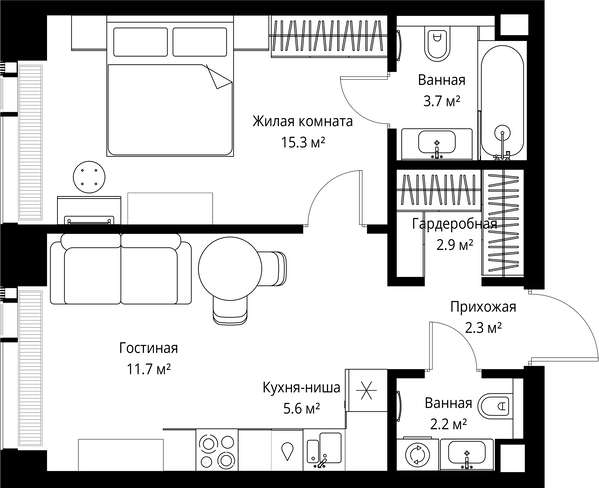 Ванная
3.7 м²
Жилая комната
15.3 м²
Гардеробная
2.9 м²
Прихожая
2.3 м²
Гостиная
11.7 м²
Кухня-ниша
5.6 м²
Ванная
2.2 м²